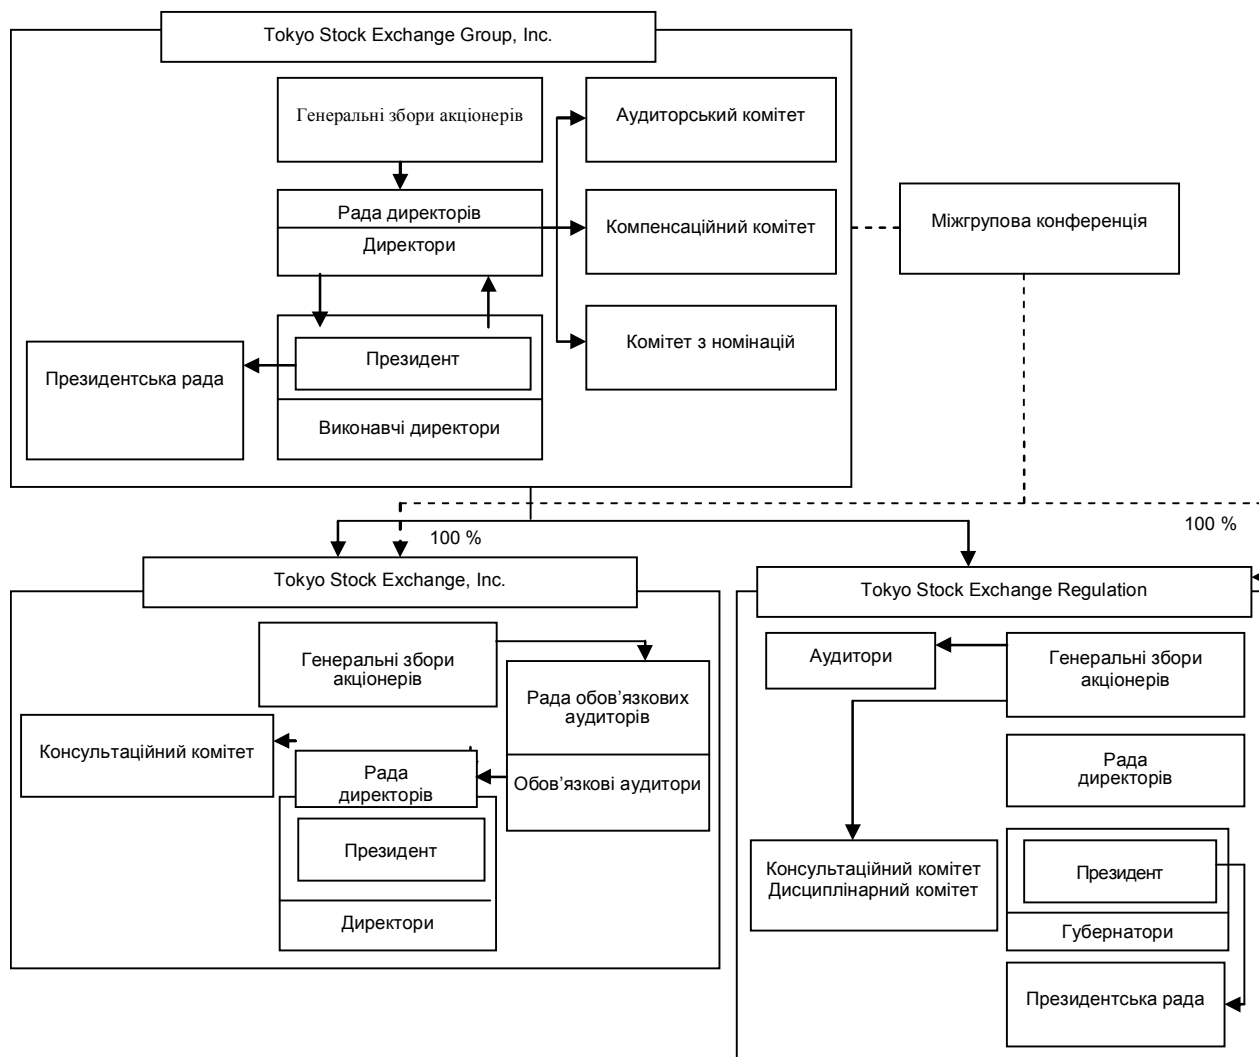 Tokyo Stock Exchange Group, Inc.
Генеральні збори акціонерів
Аудиторський комітет
Рада директорів
Директори
Компенсаційний комітет
Міжгрупова конференція
Президент
Комітет з номінацій
Президентська рада
Виконавчі директори
100 %
100 %
Tokyo Stock Exchange, Inc.
Генеральні збори
акціонерів
Рада обов’язкових
аудиторів
Консультаційний комітет
Рада
директорів
Обов’язкові аудитори
Президент
Директори
Tokyo Stock Exchange Regulation
Аудитори
Генеральні збори
акціонерів
Рада
директорів
Консультаційний комітет
Дисциплінарний комітет
Президент
Губернатори
Президентська рада